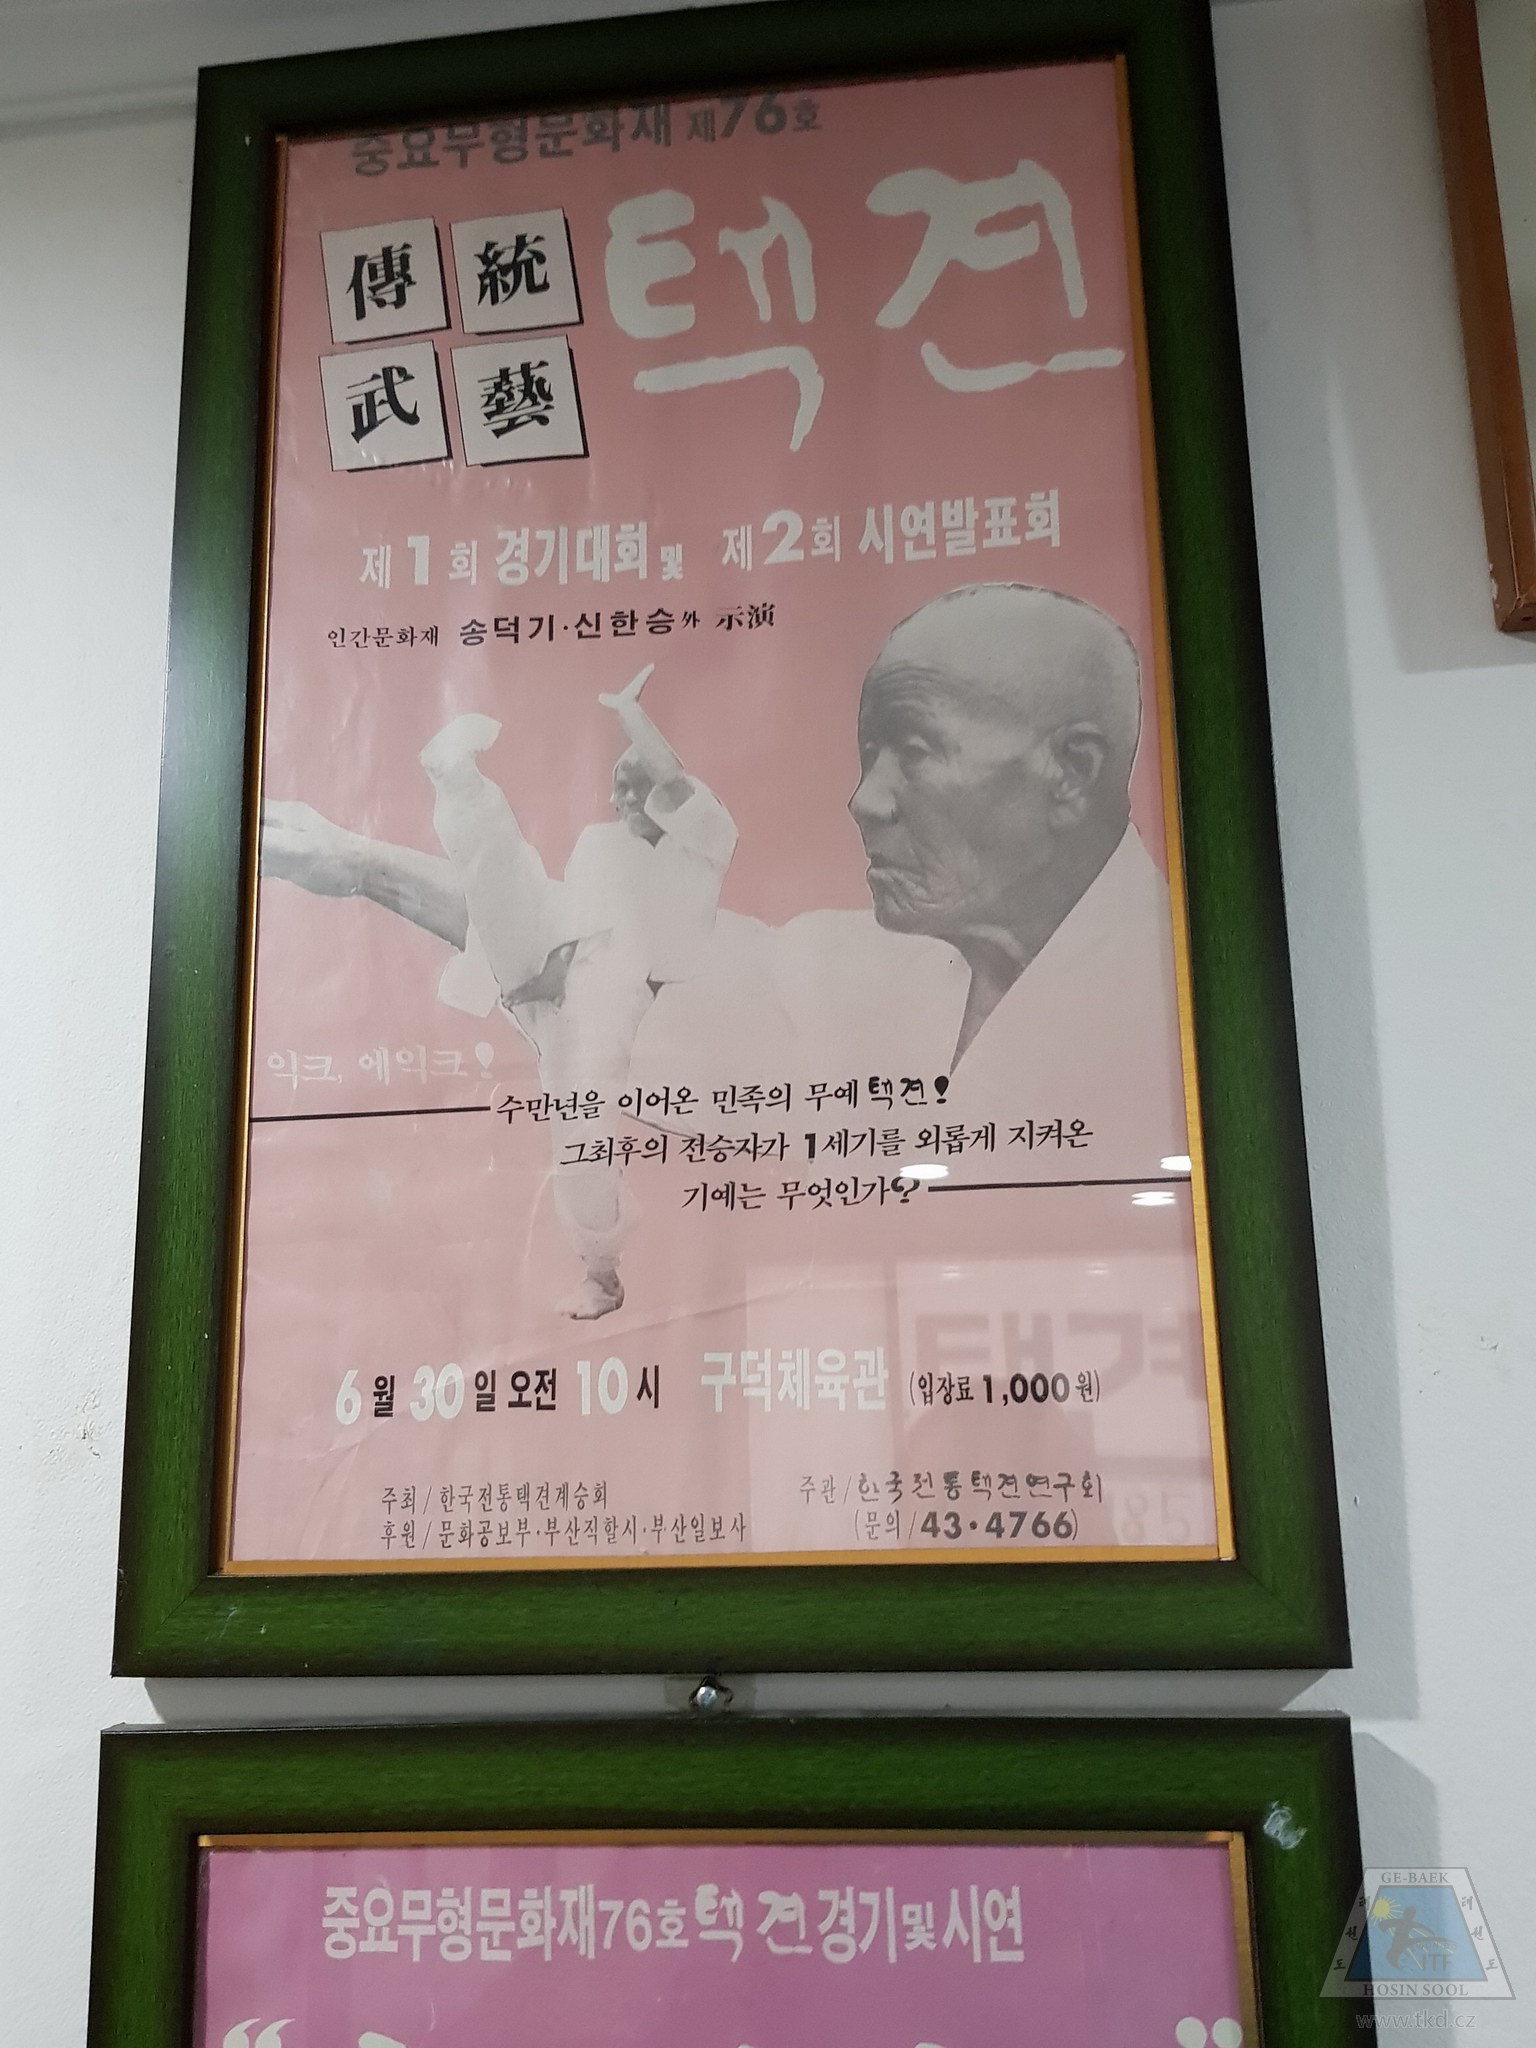 중요무형문화재 제76호
傳統
武藝
택견
제1회 경기대회 및 제2회 시연발표회
인간문화재 송덕기·신한승 外 示演
익크, 에익크!
수만년을 이어온 민족의 무예 택견!
그최후의 전승자가 1세기를 외롭게 지켜온
기예는 무엇인가?
6월 30일 오전 10시 구덕체육관 (입장료 1,000원)
주최/한국전통택견계승회
후원/문화공보부·부산직할시·부산일보사
주관/한국전통택견연구회
(문의/43·4766)
중요무형문화재76호 택견 경기및시연
GE-BAEK
태권도
태권도
ITF
HOSIN SOOL
www.tkd.cz